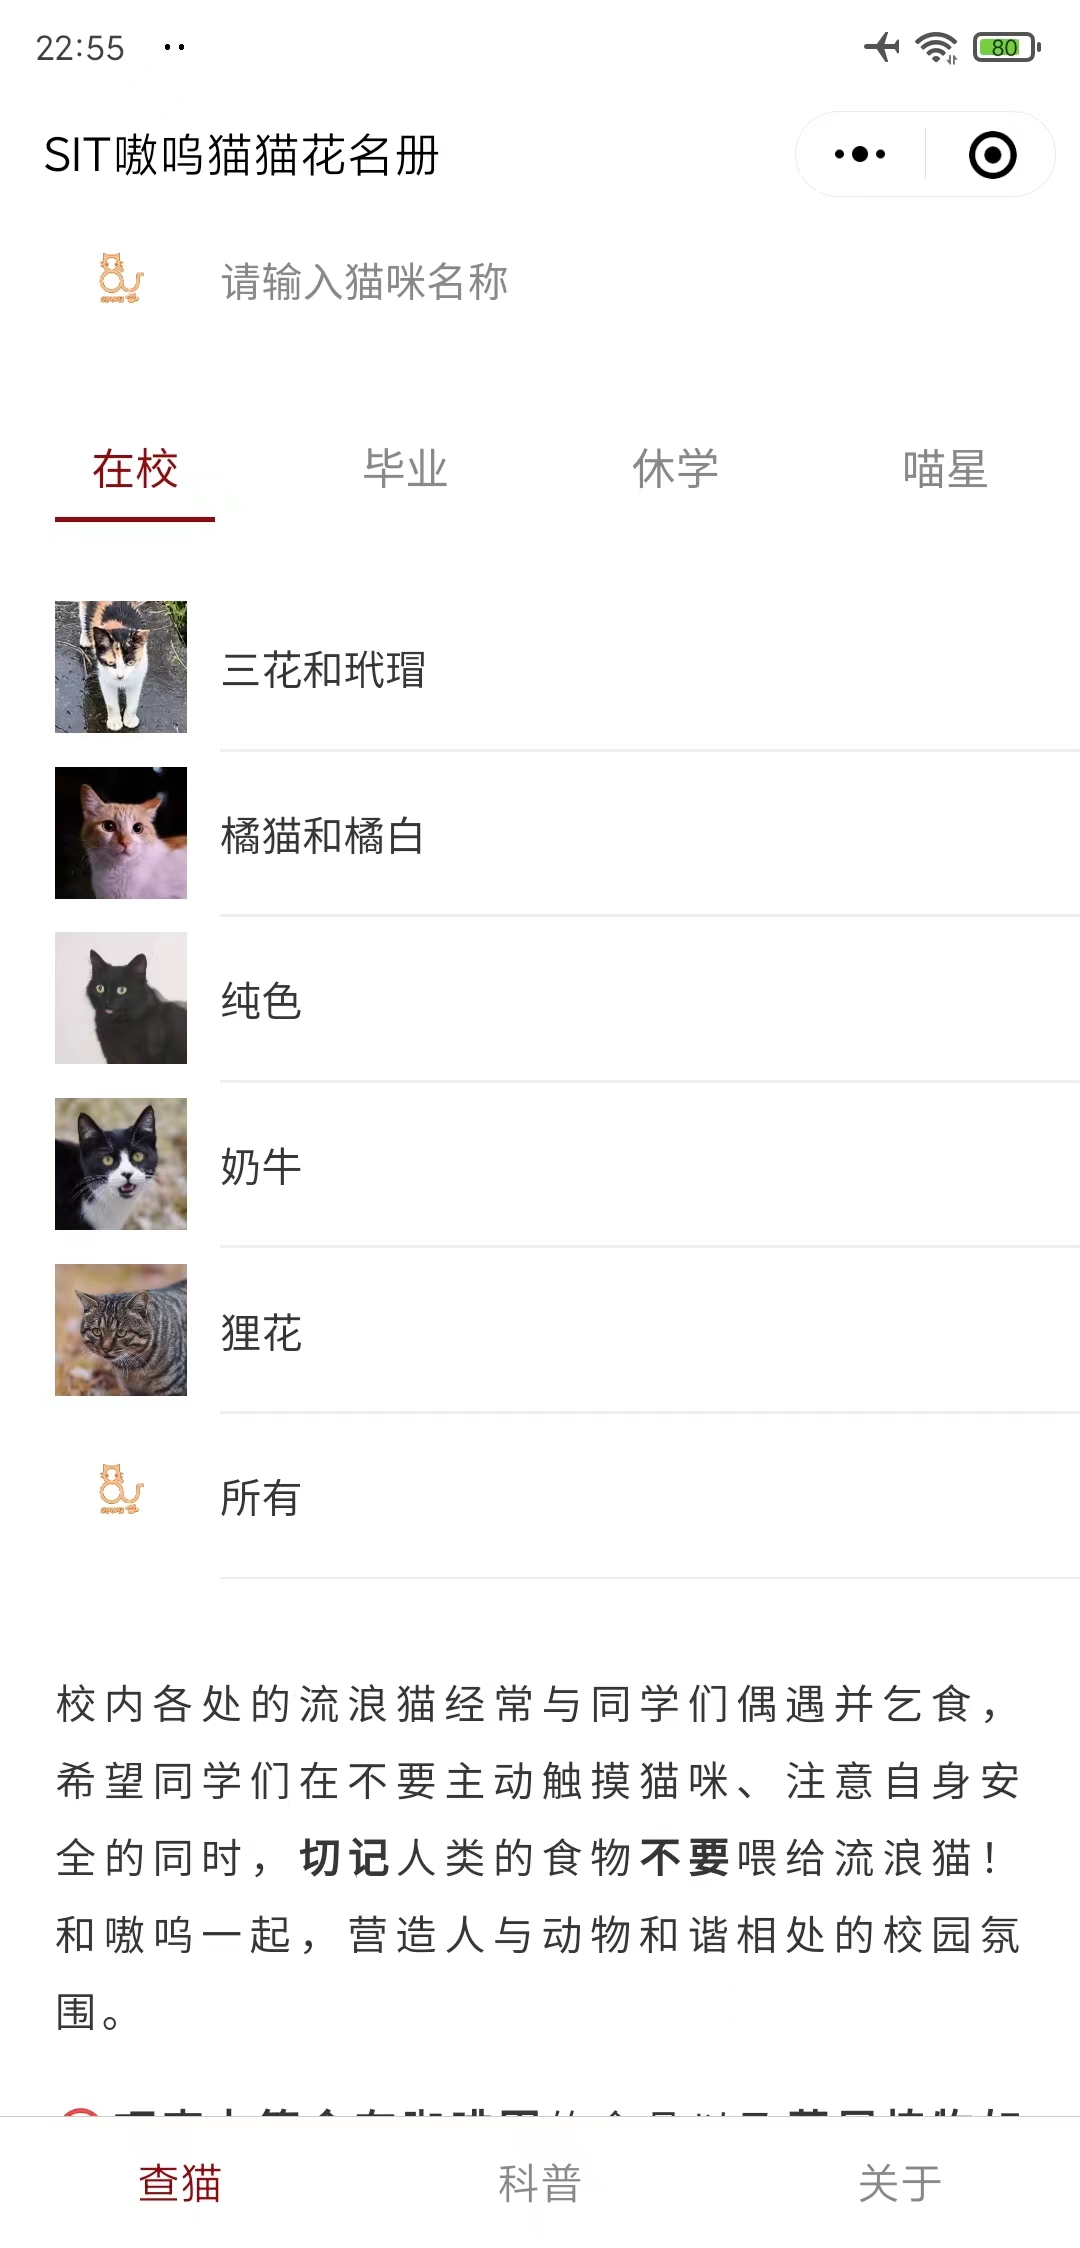 22:55
80
SIT嗷呜猫猫花名册
请输入猫咪名称
在校 毕业 休学 喵星
三花和玳瑁
橘猫和橘白
纯色
奶牛
狸花
所有
校内各处的流浪猫经常与同学们偶遇并乞食，
希望同学们在不要主动触摸猫咪、注意自身安
全的同时，切记人类的食物不要喂给流浪猫！
和嗷呜一起，营造人与动物和谐相处的校园氛
围。
查猫 科普 关于